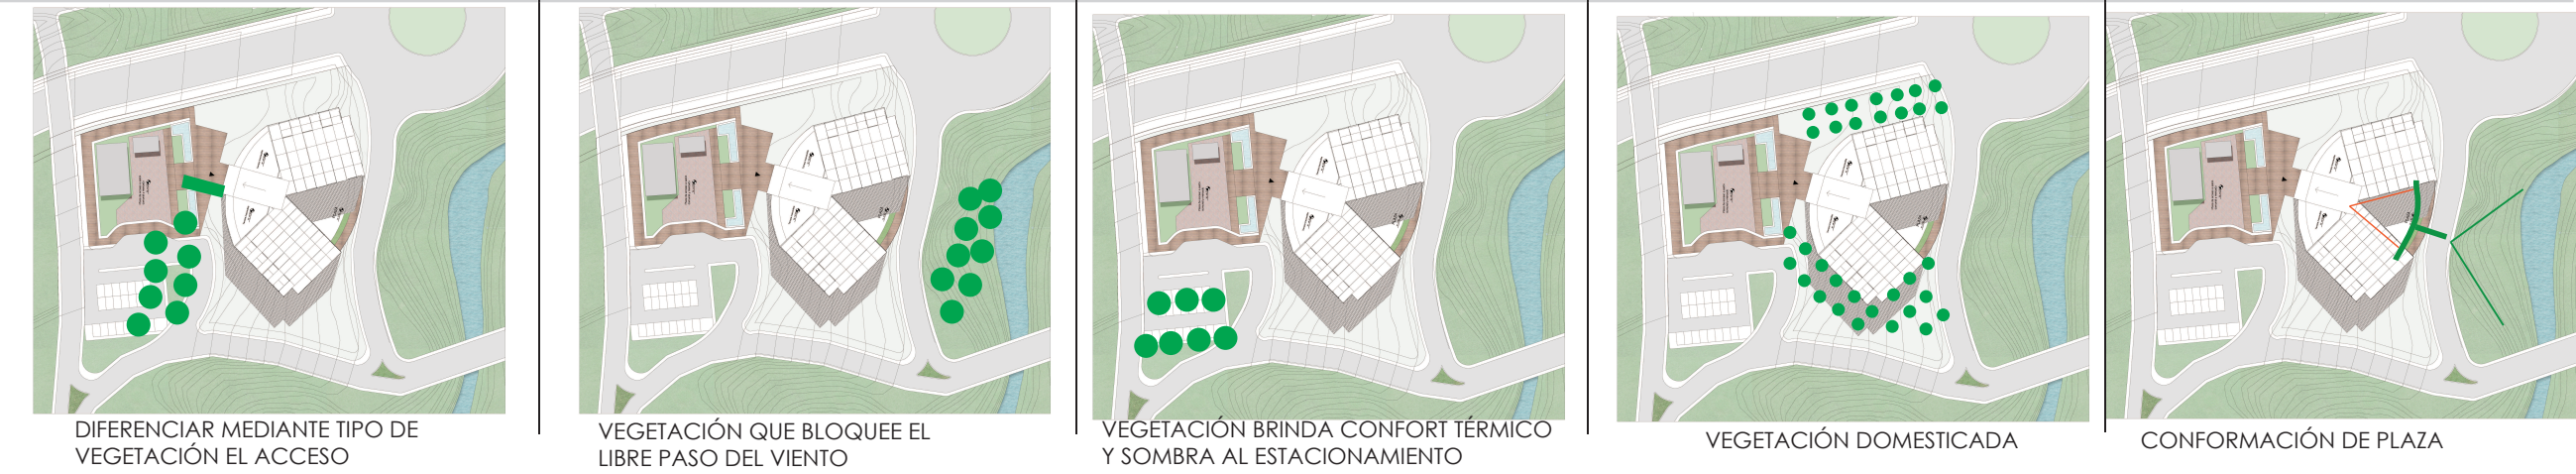 DIFERENCIAR MEDIANTE TIPO DE
VEGETACIÓN EL ACCESO
VEGETACIÓN QUE BLOQUEE EL
LIBRE PASO DEL VIENTO
VEGETACIÓN BRINDA CONFORT TÉRMICO
Y SOMBRA AL ESTACIONAMIENTO
VEGETACIÓN DOMESTICADA
CONFORMACIÓN DE PLAZA